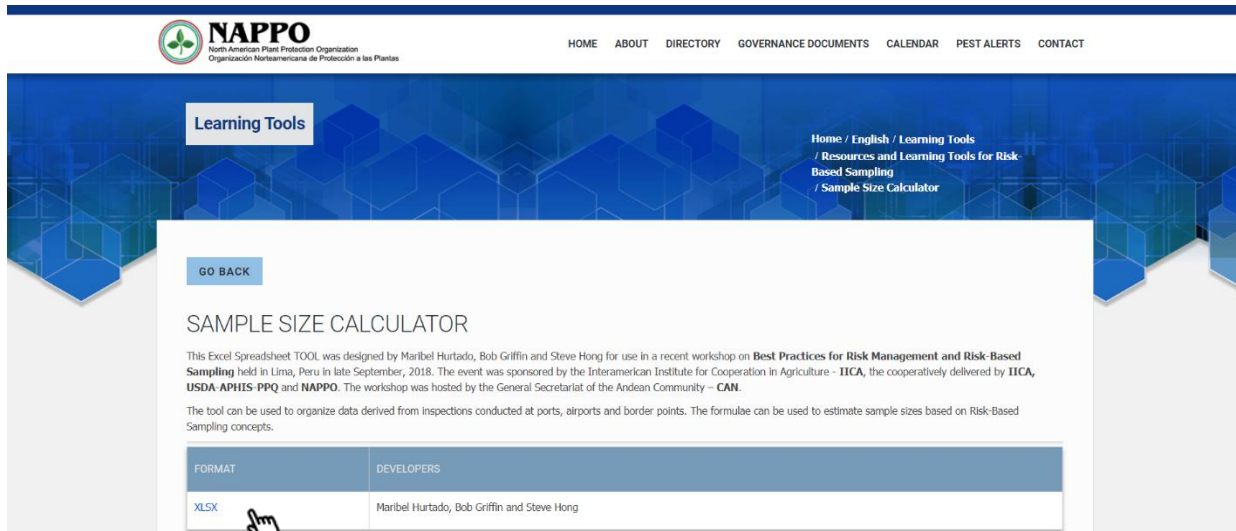 NAPPO
North American Plant Protection Organization
Organización Norteamericana de Protección a las Plantas
HOME ABOUT DIRECTORY GOVERNANCE DOCUMENTS CALENDAR PEST ALERTS CONTACT
Learning Tools
Home / English / Learning Tools
/ Resources and Learning Tools for Risk-
Based Sampling
/ Sample Size Calculator
GO BACK
SAMPLE SIZE CALCULATOR
This Excel Spreadsheet TOOL was designed by Maribel Hurtado, Bob Griffin and Steve Hong for use in a recent workshop on Best Practices for Risk Management and Risk-Based
Sampling held in Lima, Peru in late September, 2018. The event was sponsored by the Interamerican Institute for Cooperation in Agriculture - IICA, the cooperatively delivered by IICA,
USDA-APHIS-PPQ and NAPPO. The workshop was hosted by the General Secretariat of the Andean Community – CAN.
The tool can be used to organize data derived from inspections conducted at ports, airports and border points. The formulae can be used to estimate sample sizes based on Risk-Based
Sampling concepts.
FORMAT DEVELOPERS
XLSX Maribel Hurtado, Bob Griffin and Steve Hong